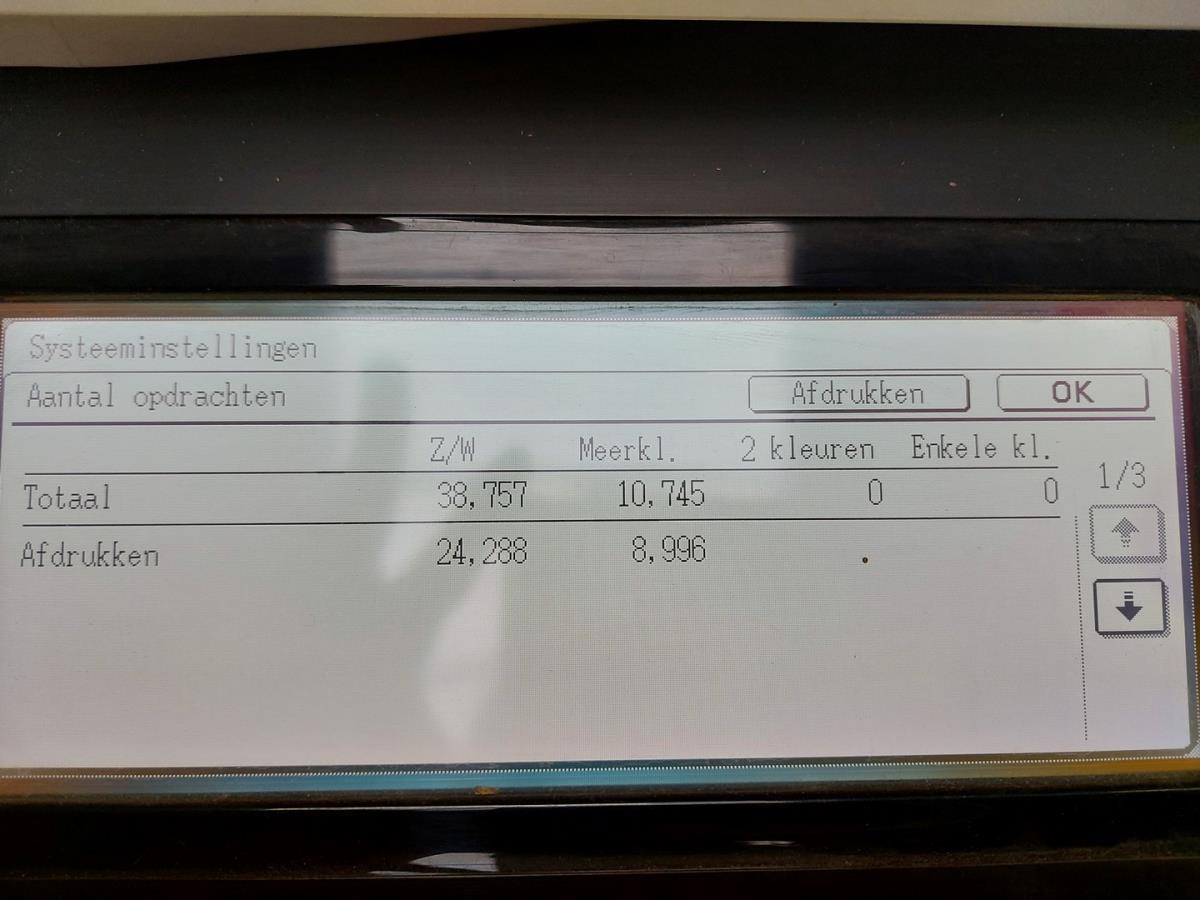 Systeeminstellingen
Aantal opdrachten Afdrukken OK
Z/W Meerkl. 2 kleuren Enkele kl.
1/3
Totaal 38,757 10,745 0 0
Afdrukken 24,288 8,996